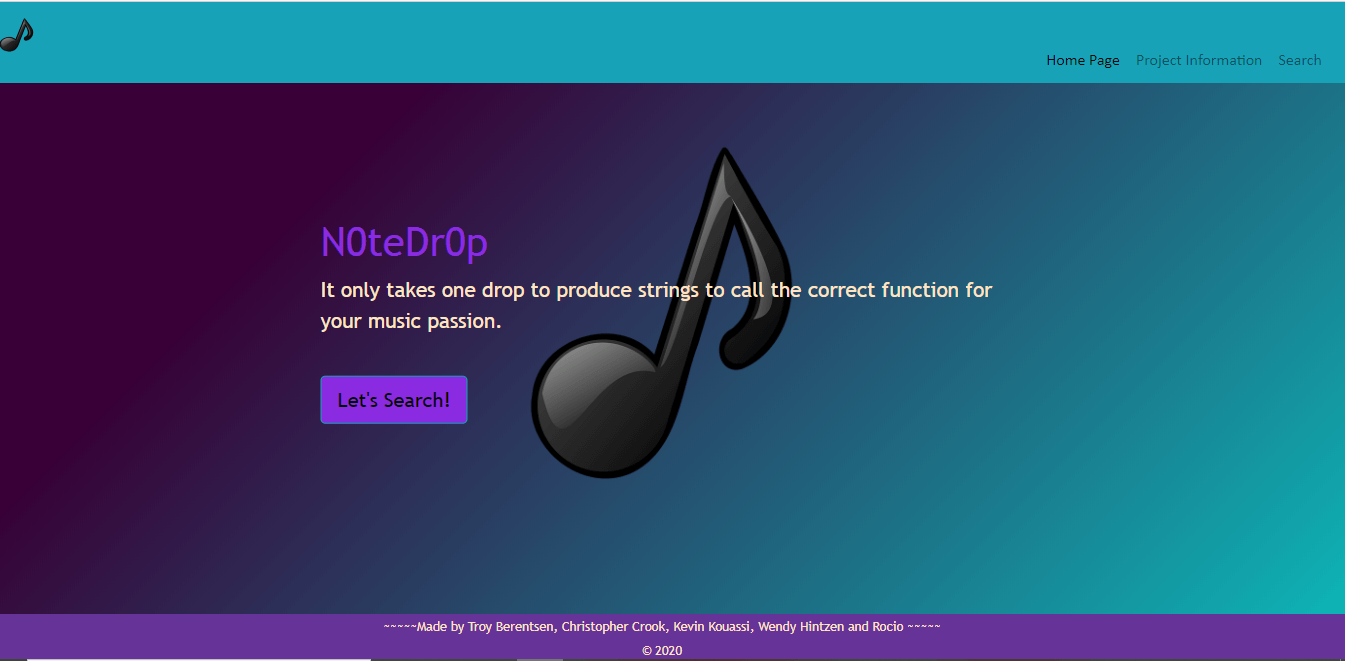 Home Page Project Information Search
N0teDr0p
It only takes one drop to produce strings to call the correct function for
your music passion.
Let's Search!
~~~~~Made by Troy Berentsen, Christopher Crook, Kevin Kouassi, Wendy Hintzen and Rocio ~~~~~
© 2020